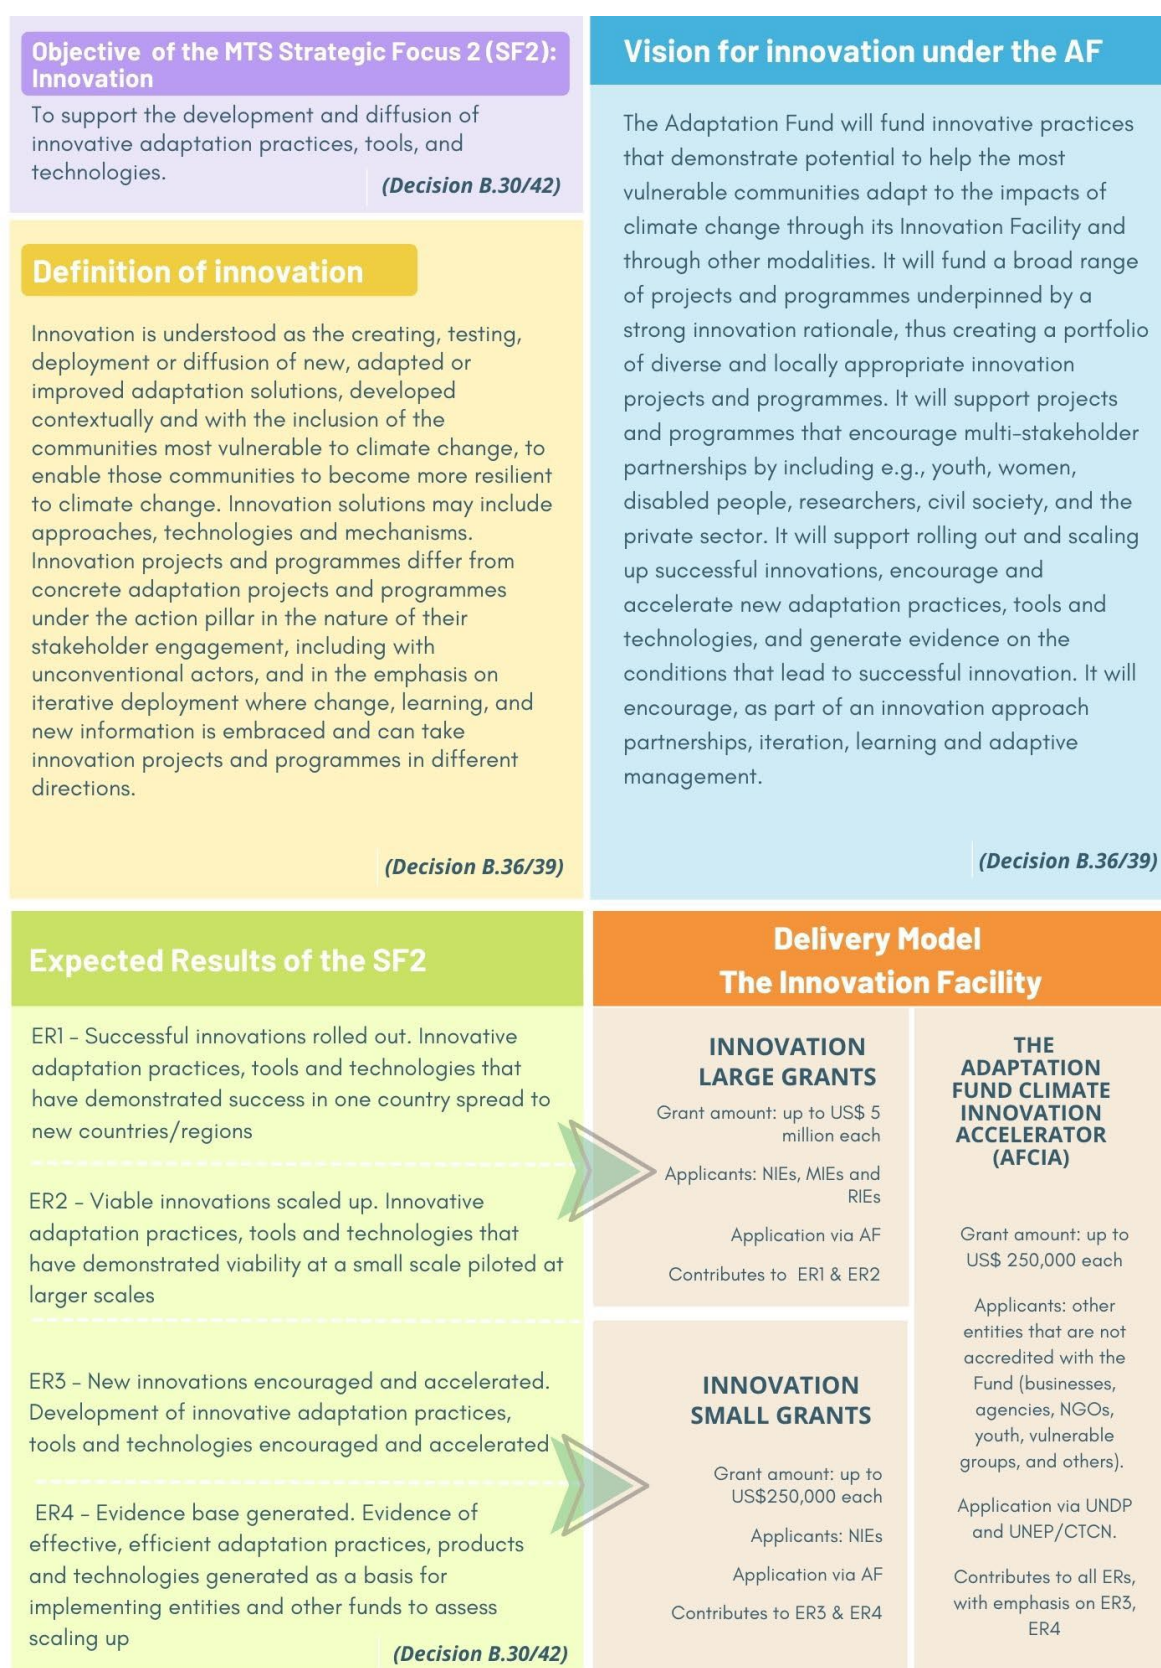 Objective of the MTS Strategic Focus 2 (SF2):
Innovation
To support the development and diffusion of
innovative adaptation practices, tools, and
technologies.
(Decision B.30/42)
Definition of innovation
Innovation is understood as the creating, testing,
deployment or diffusion of new, adapted or
improved adaptation solutions, developed
contextually and with the inclusion of the
communities most vulnerable to climate change, to
enable those communities to become more resilient
to climate change. Innovation solutions may include
approaches, technologies and mechanisms.
Innovation projects and programmes differ from
concrete adaptation projects and programmes
under the action pillar in the nature of their
stakeholder engagement, including with
unconventional actors, and in the emphasis on
iterative deployment where change, learning, and
new information is embraced and can take
innovation projects and programmes in different
directions.
(Decision B.36/39)
Vision for innovation under the AF
The Adaptation Fund will fund innovative practices
that demonstrate potential to help the most
vulnerable communities adapt to the impacts of
climate change through its Innovation Facility and
through other modalities. It will fund a broad range
of projects and programmes underpinned by a
strong innovation rationale, thus creating a portfolio
of diverse and locally appropriate innovation
projects and programmes. It will support projects
and programmes that encourage multi-stakeholder
partnerships by including e.g., youth, women,
disabled people, researchers, civil society, and the
private sector. It will support rolling out and scaling
up successful innovations, encourage and
accelerate new adaptation practices, tools and
technologies, and generate evidence on the
conditions that lead to successful innovation. It will
encourage, as part of an innovation approach
partnerships, iteration, learning and adaptive
management.
(Decision B.36/39)
Expected Results of the SF2
ER1 - Successful innovations rolled out. Innovative
adaptation practices, tools and technologies that
have demonstrated success in one country spread to
new countries/regions
ER2 - Viable innovations scaled up. Innovative
adaptation practices, tools and technologies that
have demonstrated viability at a small scale piloted at
larger scales
ER3 - New innovations encouraged and accelerated.
Development of innovative adaptation practices,
tools and technologies encouraged and accelerated
ER4 - Evidence base generated. Evidence of
effective, efficient adaptation practices, products
and technologies generated as a basis for
implementing entities and other funds to assess
scaling up
(Decision B.30/42)
Delivery Model
The Innovation Facility
INNOVATION
LARGE GRANTS
Grant amount: up to US$ 5
million each
Applicants: NIEs, MIEs and
RIEs
Application via AF
Contributes to ER1 & ER2
INNOVATION
SMALL GRANTS
Grant amount: up to
US$250,000 each
Applicants: NIEs
Application via AF
Contributes to ER3 & ER4
THE
ADAPTATION
FUND CLIMATE
INNOVATION
ACCELERATOR
(AFCIA)
Grant amount: up to
US$ 250,000 each
Applicants: other
entities that are not
accredited with the
Fund (businesses,
agencies, NGOs,
youth, vulnerable
groups, and others).
Application via UNDP
and UNEP/CTCN.
Contributes to all ERs,
with emphasis on ER3,
ER4